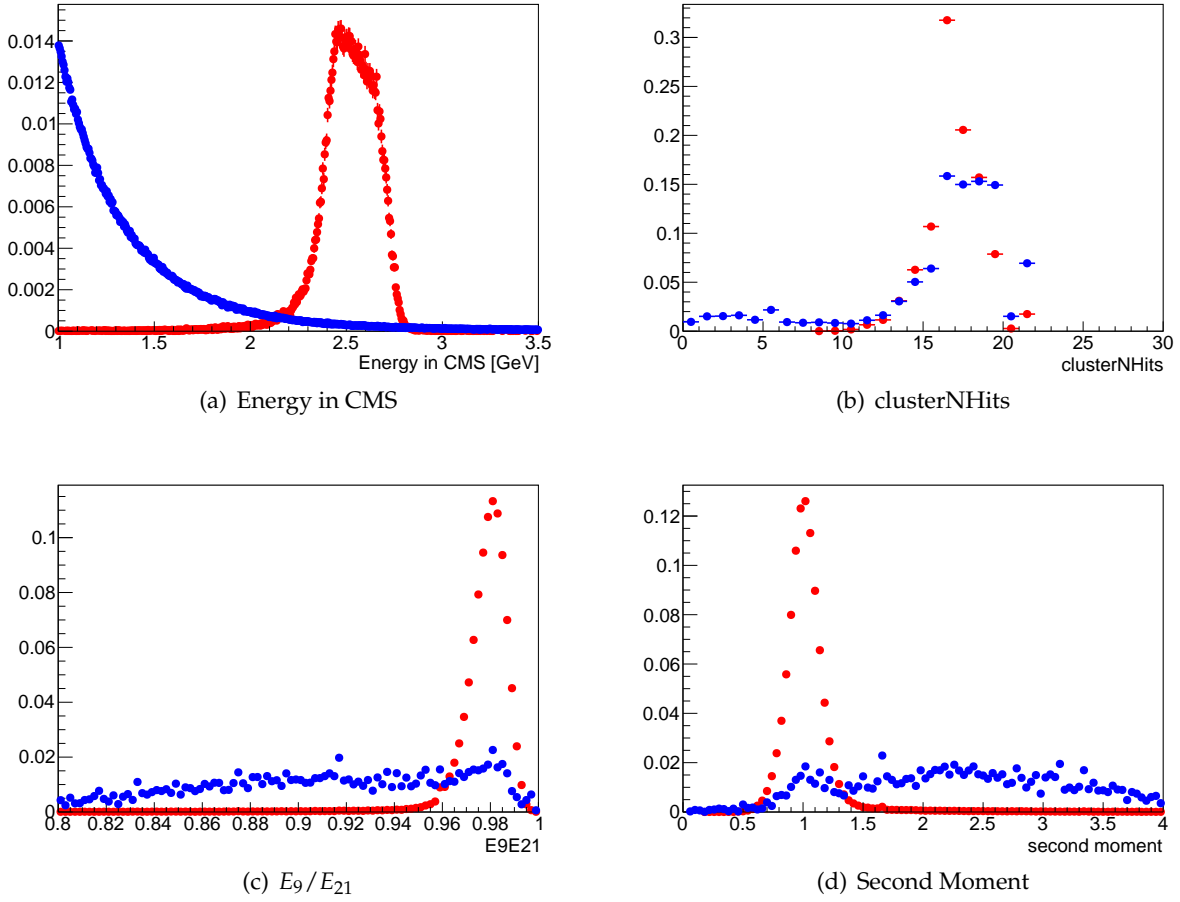 0.014
0.012
0.01
0.008
0.006
0.004
0.002
0
1 1.5 2 2.5 3 3.5
Energy in CMS [GeV]
(a) Energy in CMS
0.3
0.25
0.2
0.15
0.1
0.05
0
0 5 10 15 20 25 30
clusterNHits
(b) clusterNHits
0.1
0.08
0.06
0.04
0.02
0
0.8 0.82 0.84 0.86 0.88 0.9 0.92 0.94 0.96 0.98 1
E9E21
(c) E9/E21
0.12
0.1
0.08
0.06
0.04
0.02
0
0 0.5 1 1.5 2 2.5 3 3.5 4
second moment
(d) Second Moment